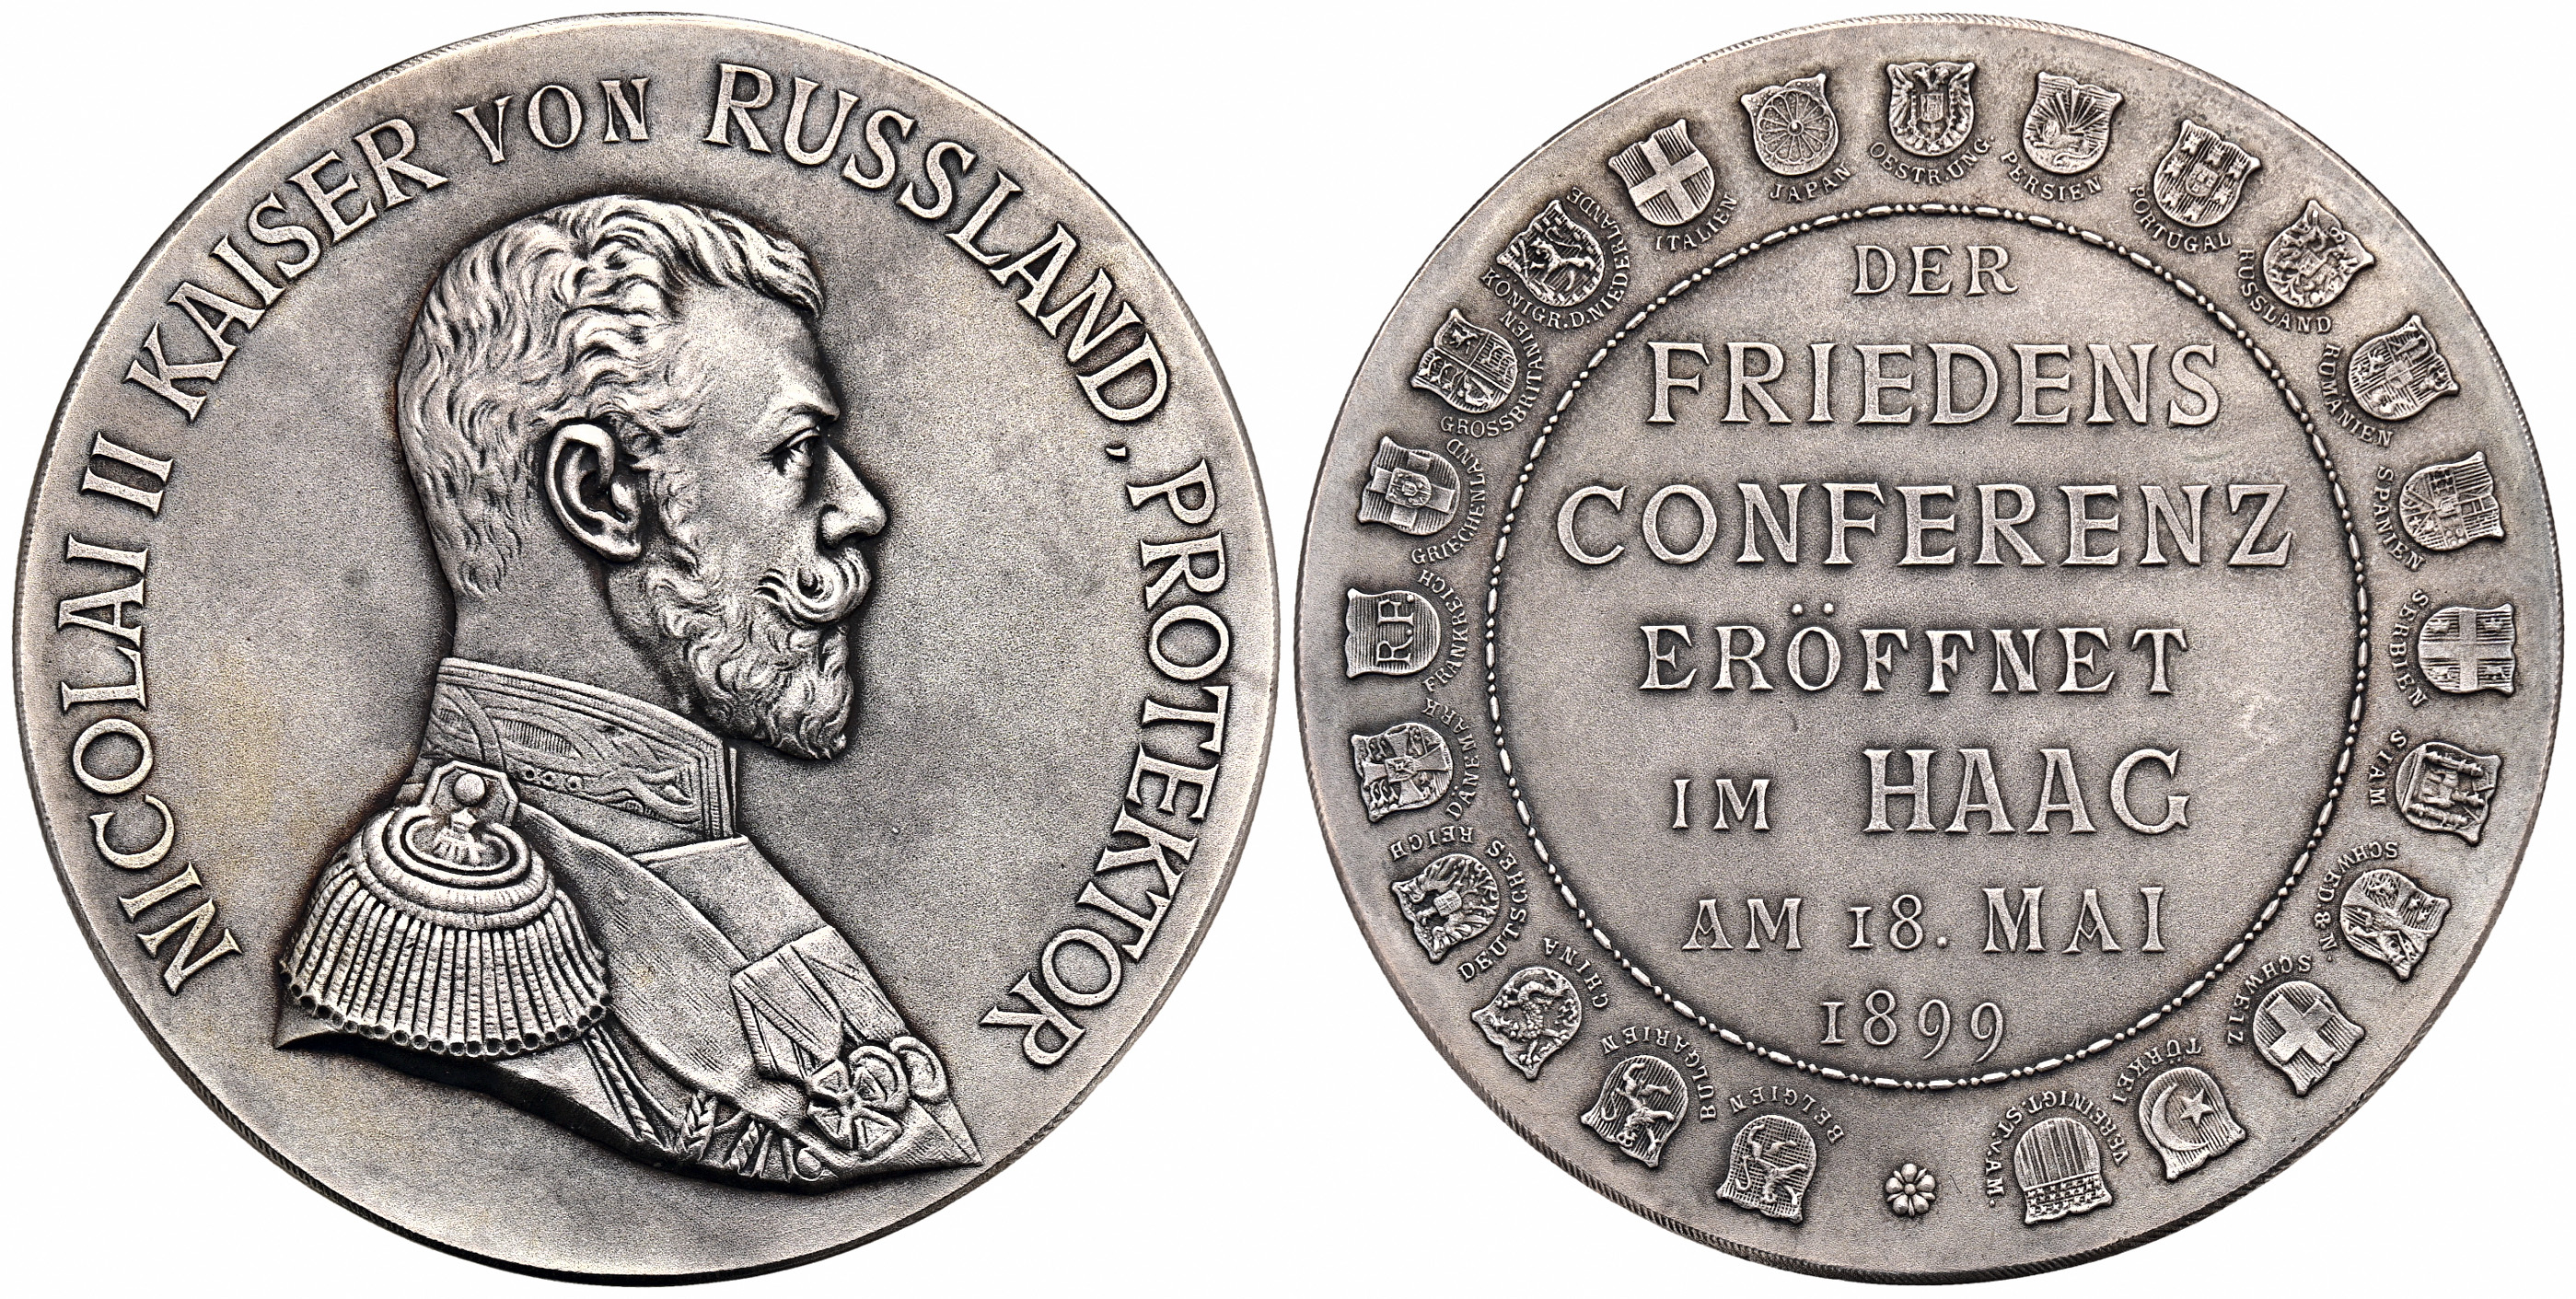 NICOLAI II KAISER VON RUSSLAND, PROTEKTOR
DER
FRIEDENS
CONFERENZ
ERÖFFNET
IM HAAG
AM 18. MAI
1899
BELGIEN
BULGARIEN
CHINA
DEUTSCHES REICH
DÄNEMARK
FRANKREICH
R.F.
GRIECHENLAND
GROSSBRITANIEN
KÖNIGR.D.NIEDERLANDE
ITALIEN
JAPAN
OESTR.UNG.
PERSIEN
PORTUGAL
RUSSLAND
RUMÄNIEN
SPANIEN
SERBIEN
SIAM
SCHWED.&N.
SCHWEIZ
TÜRKEI
VEREINIGT.ST.V.AM.